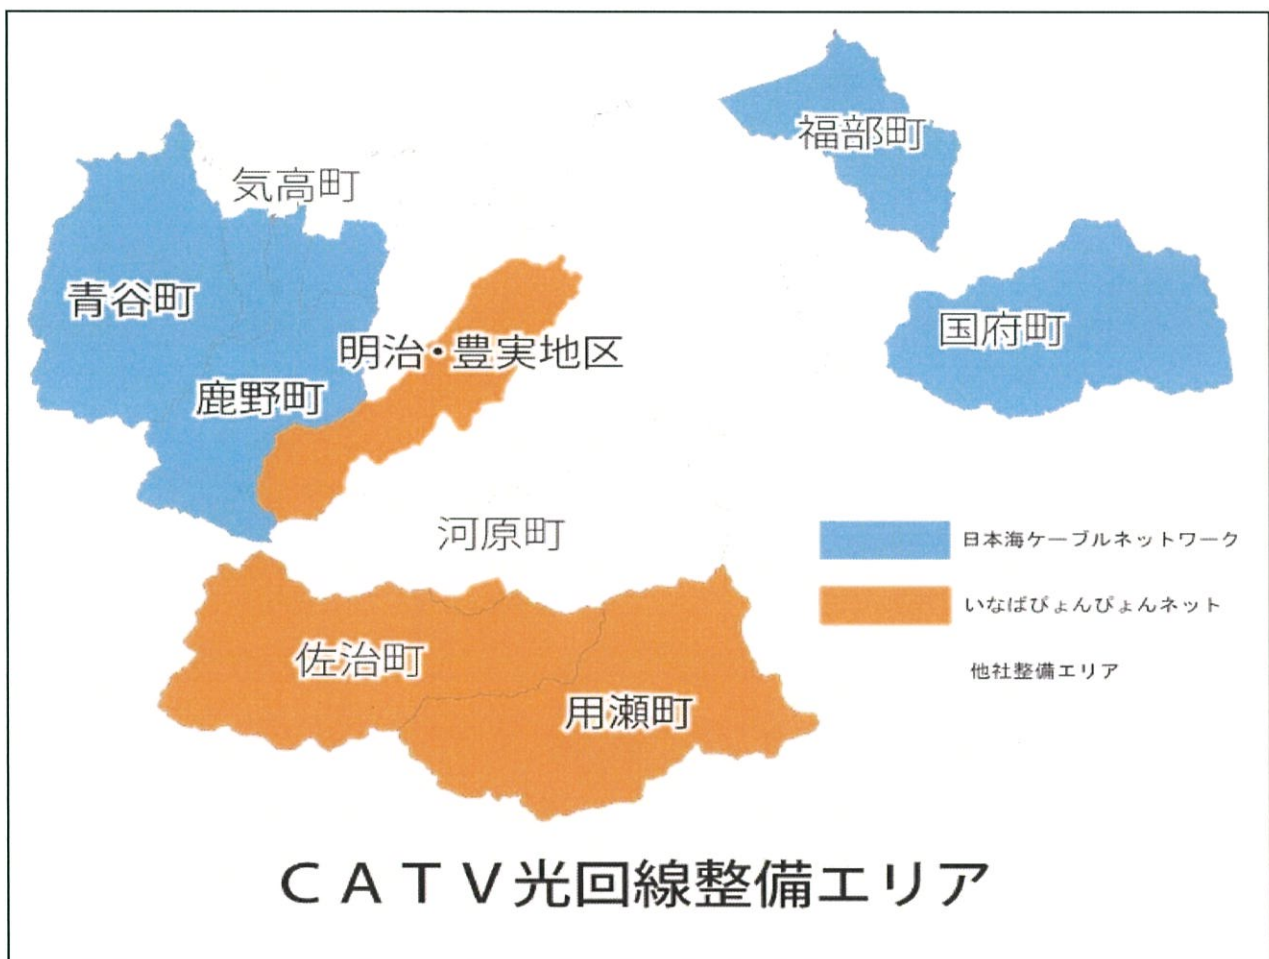 福部町
気高町
青谷町
国府町
明治・豊実地区
鹿野町
河原町
日本海ケーブルネットワーク
いなばぴょんぴょんネット
佐治町
他社整備エリア
用瀬町
CATV光回線整備エリア